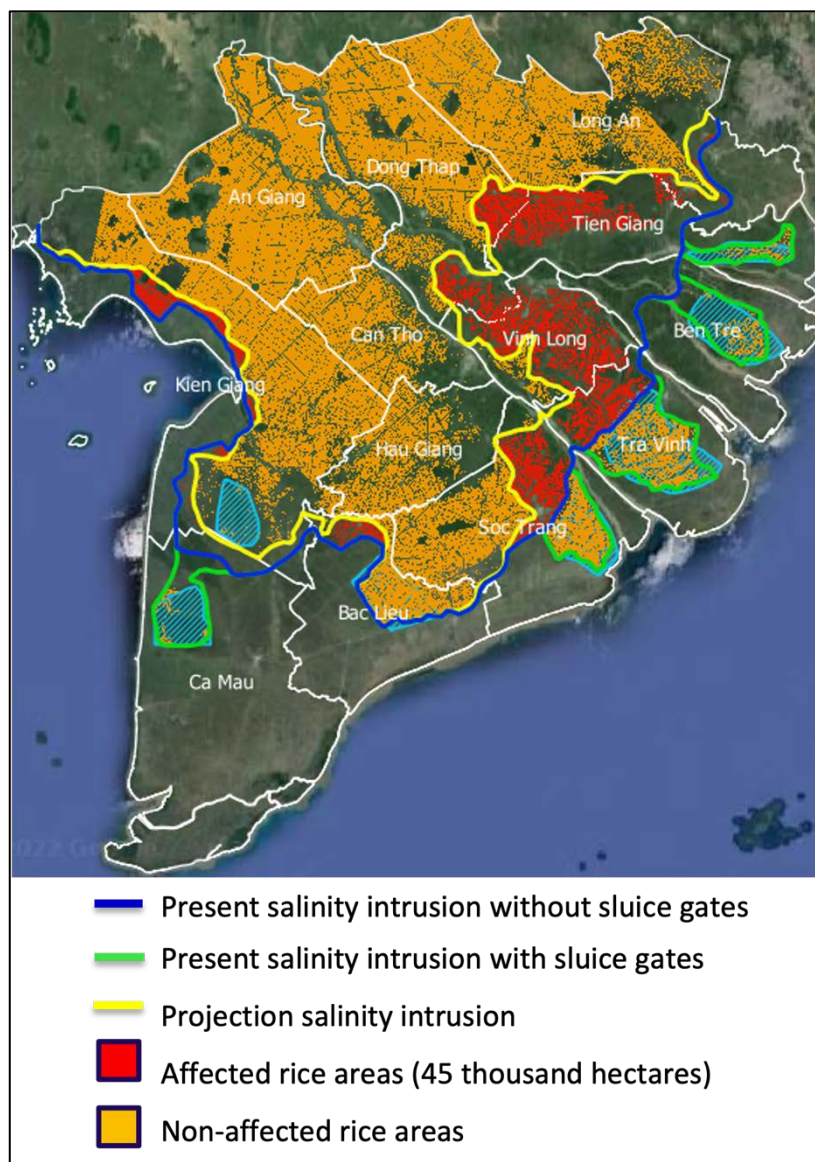 Long An
Dong Thap
An Giang
Tien Giang
Can Tho
Vinh Long
Ben Tre
Kien Giang
Hau Giang
Tra Vinh
Soc Trang
Bac Lieu
Ca Mau
Present salinity intrusion without sluice gates
Present salinity intrusion with sluice gates
Projection salinity intrusion
Affected rice areas (45 thousand hectares)
Non-affected rice areas